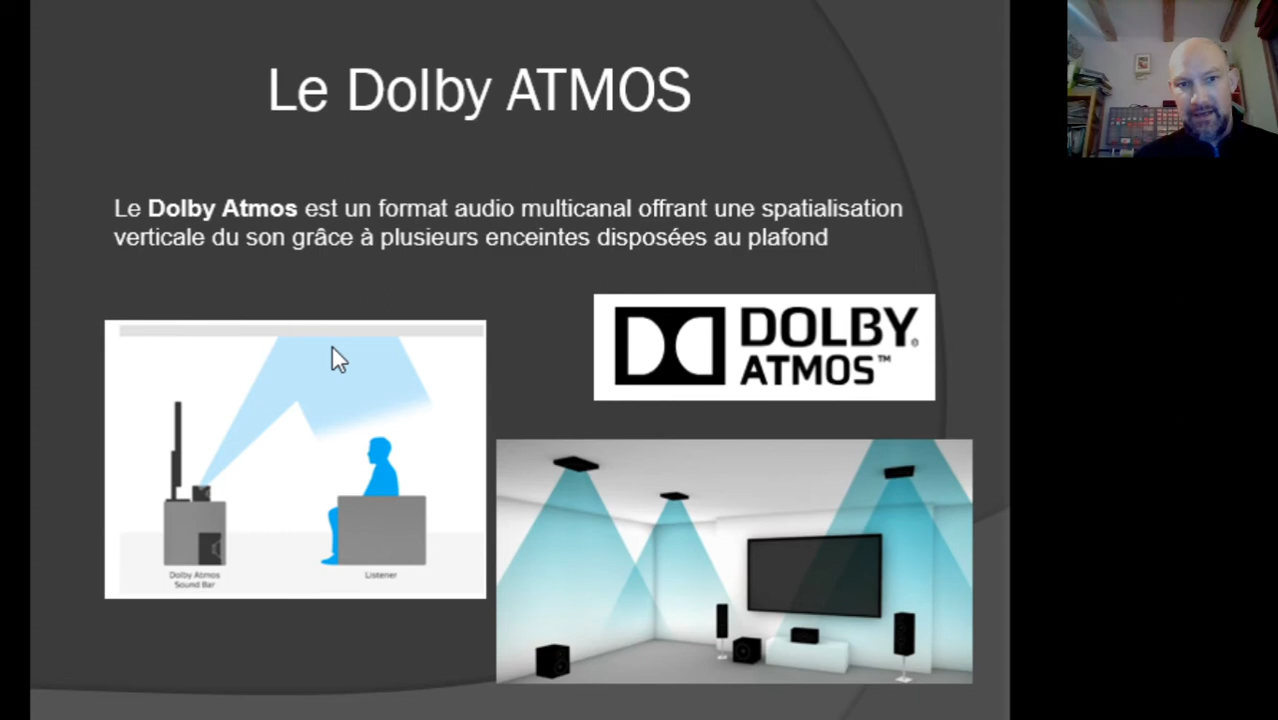 Le Dolby ATMOS
Le Dolby Atmos est un format audio multicanal offrant une spatialisation
verticale du son grâce à plusieurs enceintes disposées au plafond
DOLBY®
ATMOS™
Dolby Atmos
Sound Bar
Listener